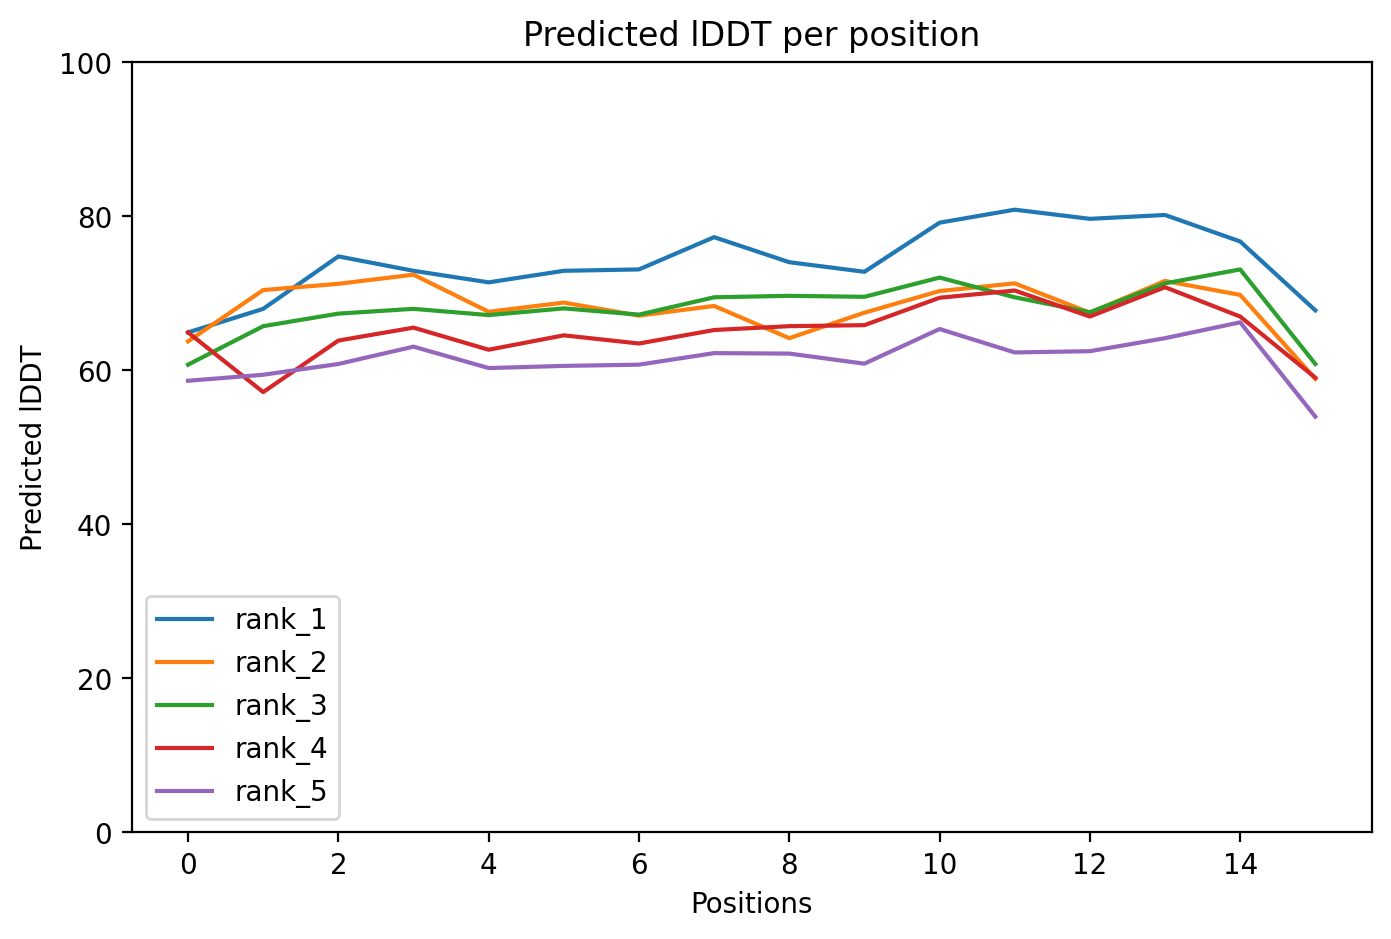 Predicted lDDT per position
100
80
60
40
20
0
Predicted lDDT
rank_1
rank_2
rank_3
rank_4
rank_5
0 2 4 6 8 10 12 14
Positions